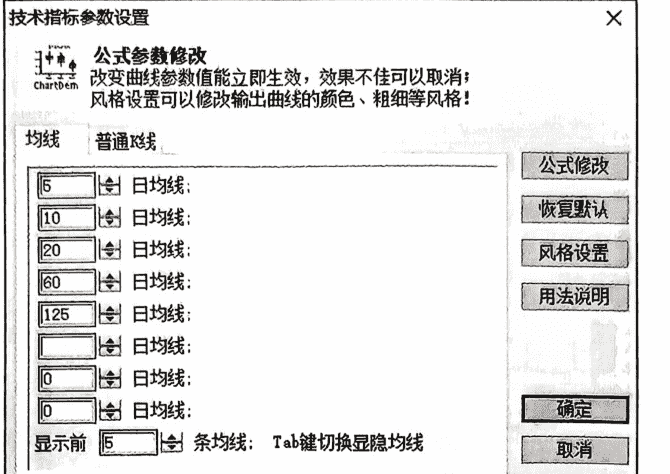 技术指标参数设置
ChartDem
公式参数修改
改变曲线参数值能立即生效，效果不佳可以取消；
风格设置可以修改输出曲线的颜色、粗细等风格！
均线 普通K线
5 日均线；
10 日均线；
20 日均线；
60 日均线；
125 日均线；
日均线；
0 日均线；
0 日均线；
显示前 5 条均线； Tab键切换显隐均线
公式修改
恢复默认
风格设置
用法说明
确定
取消